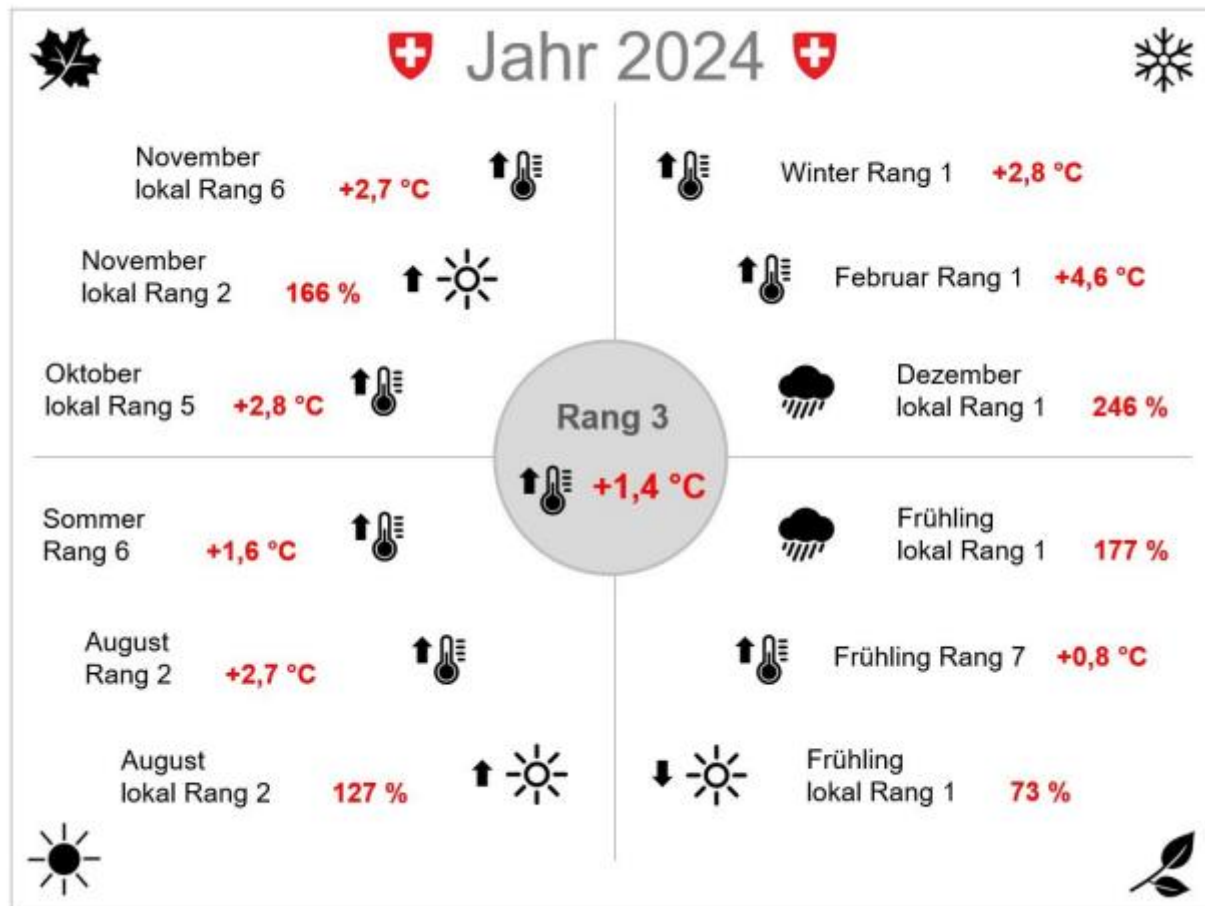 Jahr 2024
November
lokal Rang 6 +2,7 °C
November
lokal Rang 2 166 %
Oktober
lokal Rang 5 +2,8 °C
Winter Rang 1 +2,8 °C
Februar Rang 1 +4,6 °C
Dezember
lokal Rang 1 246 %
Rang 3
+1,4 °C
Sommer
Rang 6 +1,6 °C
August
Rang 2 +2,7 °C
August
lokal Rang 2 127 %
Frühling
lokal Rang 1 177 %
Frühling Rang 7 +0,8 °C
Frühling
lokal Rang 1 73 %